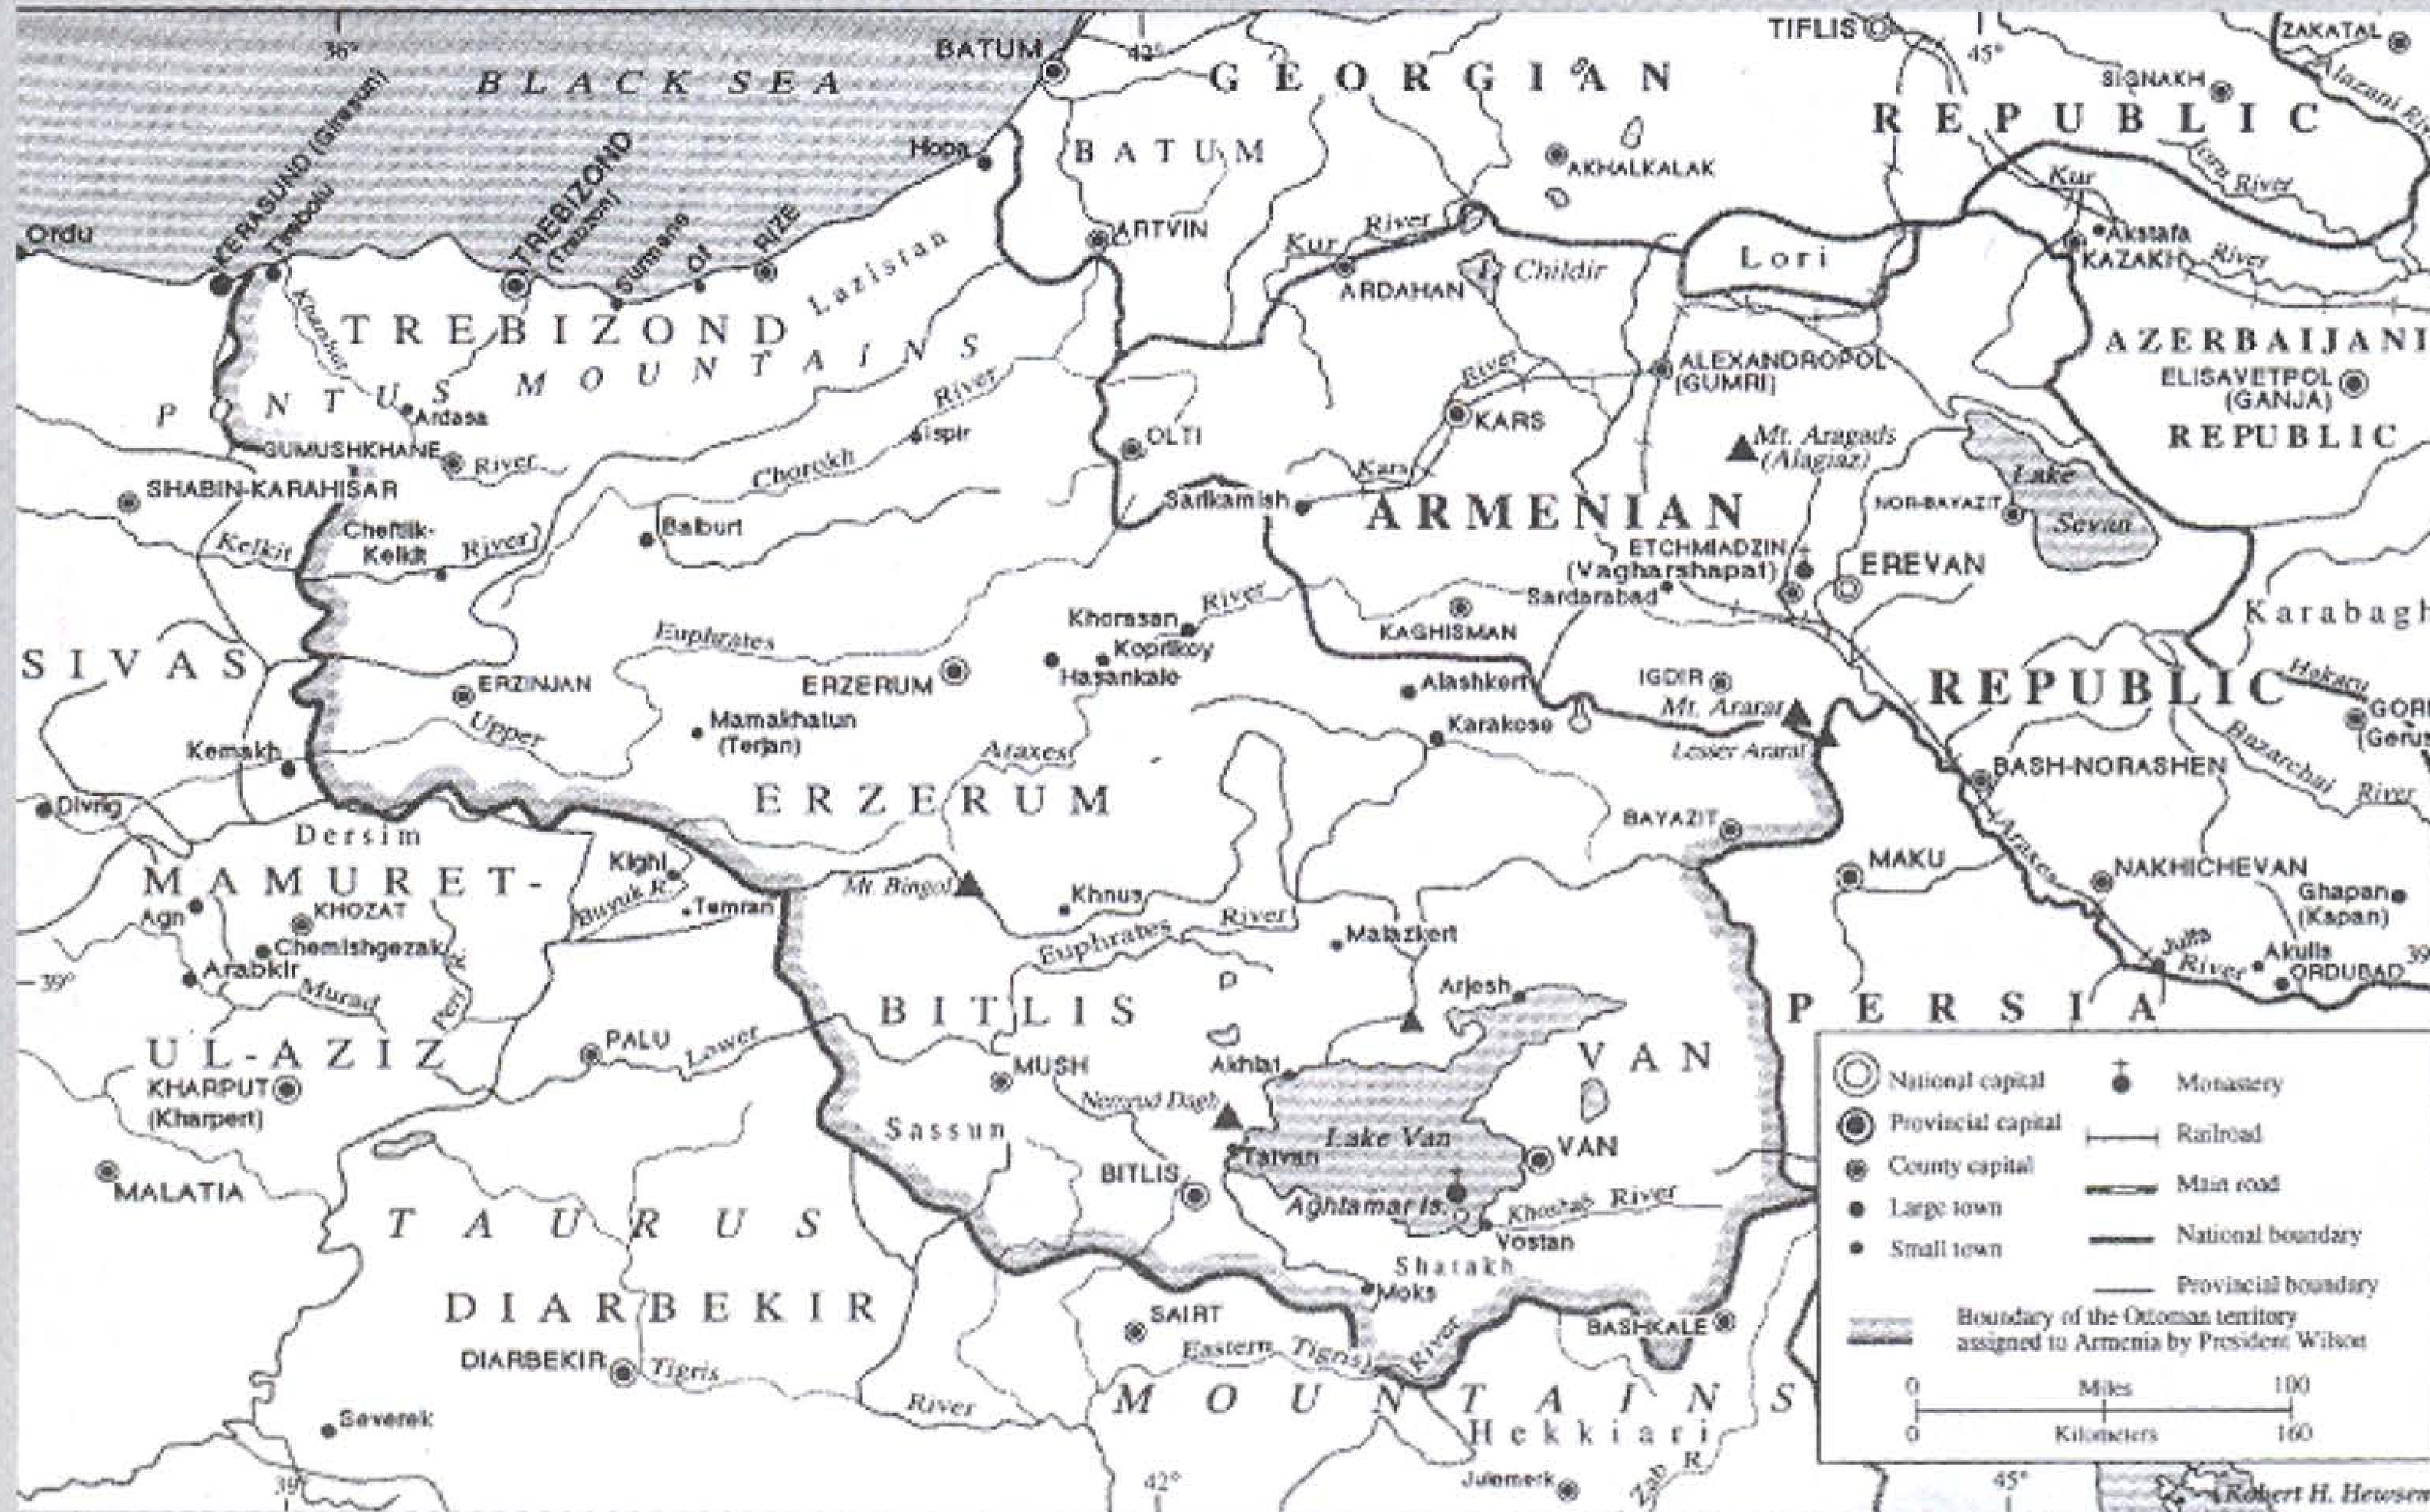 TIFLIS
ZAKATAL
BATUM
42°
45°
BLACK SEA
GEORGIAN
SIGNAKH
Alazani
REPUBLIC
KERASUND (Giresun)
Tirebolu
TREBIZOND
(Trabzon)
Surmane
Of
RIZE
Hopa
BATUM
AKHALKALAK
Iora River
Kur
Ordu
Lazistan
ARTVIN
Kur River
Akstafa
KAZAKH
River
Lori
Childir
ARDAHAN
Kharshut
TREBIZOND
AZERBAIJANI
PONTUS MOUNTAINS
River
River
ALEXANDROPOL
(GUMRI)
ELISAVETPOL
(GANJA)
Ardasa
Ispir
OLTI
KARS
Mt. Aragads
(Alagiaz)
REPUBLIC
GUMUSHKHANE
River
Chorokh
Kars
Lake
Sevan
SHABIN-KARAHISAR
Sarikamish
ARMENIAN
NOR-BAYAZIT
Cheftlik-
Kelkit
Kelkit
River
Baiburt
ETCHMIADZIN
(Vagharshapat)
EREVAN
Sardarabad
Khorasan
River
KAGHISMAN
Karabagh
Euphrates
Koprikoy
SIVAS
ERZINJAN
ERZERUM
Hasankale
Alashkert
IGDIR
REPUBLIC
Hakaru
Mt. Ararat
Upper
Mamakhatun
(Terjan)
Karakose
Kemakh
Araxes
Lesser Ararat
BASH-NORASHEN
Bazarchai River
Divrig
ERZERUM
BAYAZIT
Araxes
Dersim
Kighi
MAKU
NAKHICHEVAN
MAMURET-
Mt. Bingol
Khnus
Ghapan
(Kapan)
Agn
KHOZAT
Buyuk R.
Temran
River
Chemishgezak
Euphrates
Malazkert
Julfa
Akulis
39°
Arabkir
Peri R.
River
ORDUBAD
39
Murad
Arjesh
BITLIS
PERSIA
UL-AZIZ
PALU
Lower
MUSH
Akhlat
VAN
KHARPUT
(Kharpert)
Nemrud Dagh
Sassun
Lake Van
Tatvan
VAN
MALATIA
BITLIS
Aghtamar Is.
Khoshab River
Vostan
TAURUS
Shatakh
Moks
DIARBEKIR
SAIRT
BASHKALE
Eastern Tigris
River
DIARBEKIR
Tigris
River
MOUNTAINS
Severek
Hekkiari
Julemerk
Zab R.
39°
42°
45°
National capital
Provincial capital
County capital
Large town
Small town
Monastery
Railroad
Main road
National boundary
Provincial boundary
Boundary of the Ottoman territory
assigned to Armenia by President Wilson
0 Miles 100
0 Kilometers 160
Robert H. Hewsen